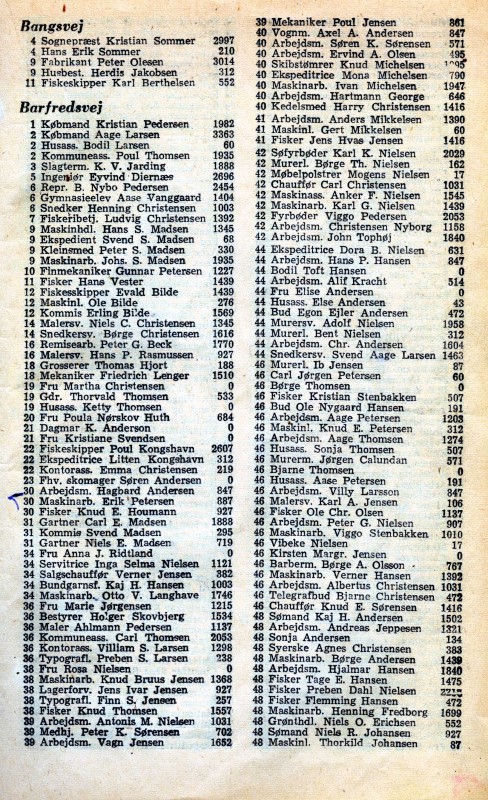 Bangsvej
4 Sognepræst Kristian Sommer 2997
4 Hans Erik Sommer 210
9 Fabrikant Peter Olesen 3014
9 Husbest. Herdis Jakobsen 312
11 Fiskeskipper Karl Berthelsen 552
Barfredsvej
1 Købmand Kristian Pedersen 1982
2 Købmand Aage Larsen 3363
2 Husass. Bodil Larsen 60
2 Kommuneass. Poul Thomsen 1935
3 Slagterm. K. V. Jarding 1888
5 Ingeniør Eyvind Diernæs 2696
6 Repr. B. Nybo Pedersen 2454
6 Gymnasieelev Aase Vanggaard 1404
6 Snedker Henning Christensen 1003
7 Fiskeribetj. Ludvig Christensen 1392
9 Maskinhdl. Hans S. Madsen 1345
9 Ekspedient Svend S. Madsen 68
9 Kleinsmed Peter S. Madsen 330
9 Maskinarb. Johs. S. Madsen 1935
10 Finmekaniker Gunnar Petersen 1227
11 Fisker Hans Vester 1439
12 Fiskesskipper Evald Bilde 1439
12 Maskinl. Ole Bilde 276
12 Kommis Erling Bilde 1569
14 Malersv. Niels C. Christensen 1345
14 Snedkersv. Børge Christensen 1616
16 Remisearb. Peter G. Beck 1770
16 Malersv. Hans P. Rasmussen 927
18 Grosserer Thomas Hjort 188
18 Mekaniker Friedrich Lenger 1510
19 Fru Martha Christensen 0
19 Gdr. Thorvald Thomsen 533
19 Husass. Ketty Thomsen 0
20 Fru Poula Nørskov Huth 684
21 Dagmar K. Anderson 0
21 Fru Kristiane Svendsen 0
22 Fiskeskipper Poul Kongshavn 2607
22 Ekspeditrice Litten Kongshavn 312
22 Kontorass. Emma Christensen 219
23 Fhv. skomager Søren Andersen 0
30 Arbejdsm. Hagbard Andersen 847
30 Maskinarb. Erik Petersen 887
30 Fisker Knud E. Houmann 927
31 Gartner Carl E. Madsen 1888
31 Kommis Svend Madsen 295
31 Gartner Niels E. Madsen 719
34 Fru Anna J. Ridtland 0
34 Servitrice Inga Selma Nielsen 1121
34 Salgschauffør Verner Jensen 382
34 Bundgarnsf. Kaj H. Hansen 1003
34 Maskinarb. Otto V. Langhave 1746
36 Fru Marie Jørgensen 1215
36 Bestyrer Holger Skovbjerg 1534
36 Maler Ahlmann Pedersen 1137
36 Kommuneass. Carl Thomsen 2053
36 Kontorass. Villiam S. Larsen 1298
36 Typografl. Preben S. Larsen 238
38 Fru Rosa Nielsen 0
38 Maskinarb. Knud Bruus Jensen 1368
38 Lagerforv. Jens Ivar Jensen 927
38 Typografl. Finn S. Jensen 257
38 Fisker Knud Thomsen 1557
39 Arbejdsm. Antonis M. Nielsen 1031
39 Medhj. Peter K. Sørensen 702
39 Arbejdsm. Vagn Jensen 1652
39 Mekaniker Poul Jensen 861
40 Vognm. Axel A. Andersen 847
40 Arbejdsm. Søren K. Sørensen 571
40 Arbejdsm. Ervind A. Olsen 495
40 Skibstømrer Knud Michelsen
40 Ekspeditrice Mona Michelsen 790
40 Maskinarb. Ivan Michelsen 1947
40 Arbejdsm. Hartmann George 646
40 Kedelsmed Harry Christensen 1416
41 Arbejdsm. Anders Mikkelsen 1390
41 Maskinl. Gert Mikkelsen 60
41 Fisker Jens Hvas Jensen 1416
42 Søfyrbøder Karl K. Nielsen 2029
42 Murerl. Børge Th. Nielsen 162
42 Møbelpolstrer Mogens Nielsen 17
42 Chauffør Carl Christensen 1031
42 Maskinass. Anker F. Nielsen 1545
42 Maskinarb. Karl G. Nielsen 1439
42 Fyrbøder Viggo Pedersen 2053
42 Arbejdsm. Christen Nyborg 1158
42 Arbejdsm. John Tophøj 1840
44 Ekspeditrice Dora B. Nielsen 631
44 Arbejdsm. Hans P. Hansen 847
44 Bodil Toft Hansen 0
44 Arbejdsm. Alif Kracht 514
44 Fru Elise Andersen 0
44 Husass. Else Andersen 43
44 Bud Egon Ejler Andersen 472
44 Murersv. Adolf Nielsen 1958
44 Murerl. Bent Nielsen 312
44 Arbejdsm. Chr. Andersen 1604
44 Snedkersv. Svend Aage Larsen 1463
46 Murerl. Ib Jensen 87
46 Carl Jørgen Petersen 60
46 Børge Thomsen 0
46 Fisker Kristian Stenbakken 507
46 Bud Ole Nygaard Hansen 191
46 Arbejdsm. Aage Petersen 1203
46 Maskinl. Knud E. Petersen 312
46 Arbejdsm. Aage Thomsen 1274
46 Husass. Sonja Thomsen 507
46 Murerm. Jørgen Calundan 571
46 Bjarne Thomsen 0
46 Husass. Aase Petersen 191
46 Arbejdsm. Villy Larsson 847
46 Malersv. Karl A. Jensen 106
46 Fisker Ole Chr. Olsen 1137
46 Arbejdsm. Peter G. Nielsen 907
46 Maskinarb. Viggo Stenbakken 1010
46 Vibeke Nielsen 17
46 Kirsten Margr. Jensen 0
46 Barberm. Børge A. Olsson 767
46 Maskinarb. Verner Hansen 1392
46 Arbejdsm. Albertus Christensen 1031
46 Telegrafbud Bjarne Christensen 472
46 Chauffør Knud E. Sørensen 1416
48 Sømand Kaj H. Andersen 1502
48 Arbejdsm. Andreas Jeppesen 1321
48 Sonja Andersen 134
48 Syerske Agnes Christensen 383
48 Maskinarb. Børge Andersen 1439
48 Arbejdsm. Hjalmar Hansen 1840
48 Fisker Tage E. Hansen 1475
48 Fisker Preben Dahl Nielsen
48 Fisker Flemming Hansen 472
48 Maskinarb. Henning Fredborg 1699
48 Grønthdl. Niels O. Erichsen 552
48 Sømand Niels R. Johansen 927
48 Maskinl. Thorkild Johansen 87